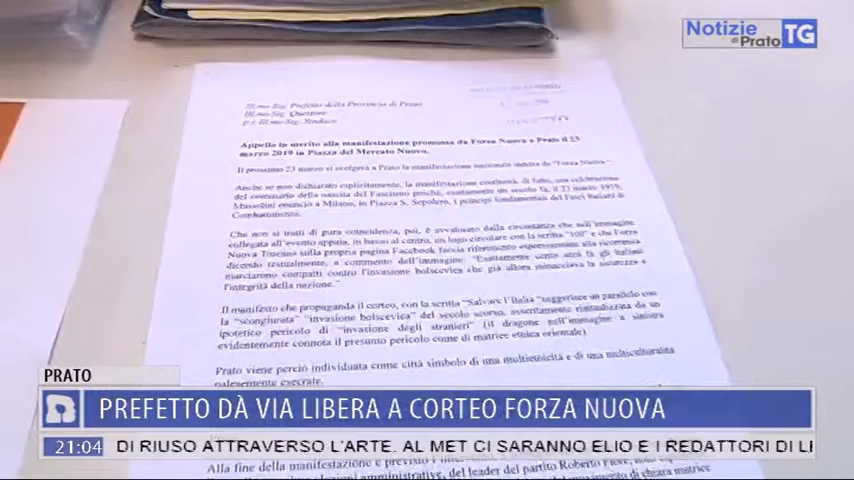 Notizie
di Prato TG
Ill.mo Sig. Prefetto della Provincia di Prato
Ill.mo Sig. Questore
p.c Ill.mo Sig. Sindaco
Appello in merito alla manifestazione promossa da Forza Nuova a Prato il 23
marzo 2019 in Piazza del Mercato Nuovo.
Il prossimo 23 marzo si svolgerà a Prato la manifestazione nazionale indetta da "Forza Nuova".
Anche se non dichiarato esplicitamente, la manifestazione costituirà, di fatto, una celebrazione
del centenario della nascita del Fascismo poiché, esattamente un secolo fa, il 23 marzo 1919,
Mussolini enunciò a Milano, in Piazza S. Sepolcro, i principi fondamentali dei Fasci Italiani di
Combattimento.
Che non si tratti di pura coincidenza, poi, è avvalorato dalla circostanza che nell'immagine
collegata all'evento appaia, in basso al centro, un logo circolare con la scritta "100" e che Forza
Nuova Toscana sulla propria pagina Facebook faccia riferimento espressamente alla ricorrenza
dicendo testualmente, a commento dell'immagine: "Esattamente cento anni fa gli italiani
marciarono compatti contro l'invasione bolscevica che già allora minacciava la sicurezza e
l'integrità della nazione."
Il manifesto che propaganda il corteo, con la scritta "Salvare l'Italia" suggerisce un parallelo con
la "scongiurata" "invasione bolscevica" del secolo scorso, asseritamente riattualizzata da un
ipotetico pericolo di "invasione degli stranieri" (il dragone nell'immagine a sinistra
evidentemente connota il presunto pericolo come di matrice etnica orientale)
Prato viene perciò individuata come città simbolo di una multietnicità e di una multiculturalità
palesemente esecrate.
PRATO
PREFETTO DÀ VIA LIBERA A CORTEO FORZA NUOVA
21:04 DI RIUSO ATTRAVERSO L'ARTE. AL MET CI SARANNO ELIO E I REDATTORI DI LI
Alla fine della manifestazione è previsto
elezioni amministrative, del leader del partito Roberto Fiore,
di chiara matrice